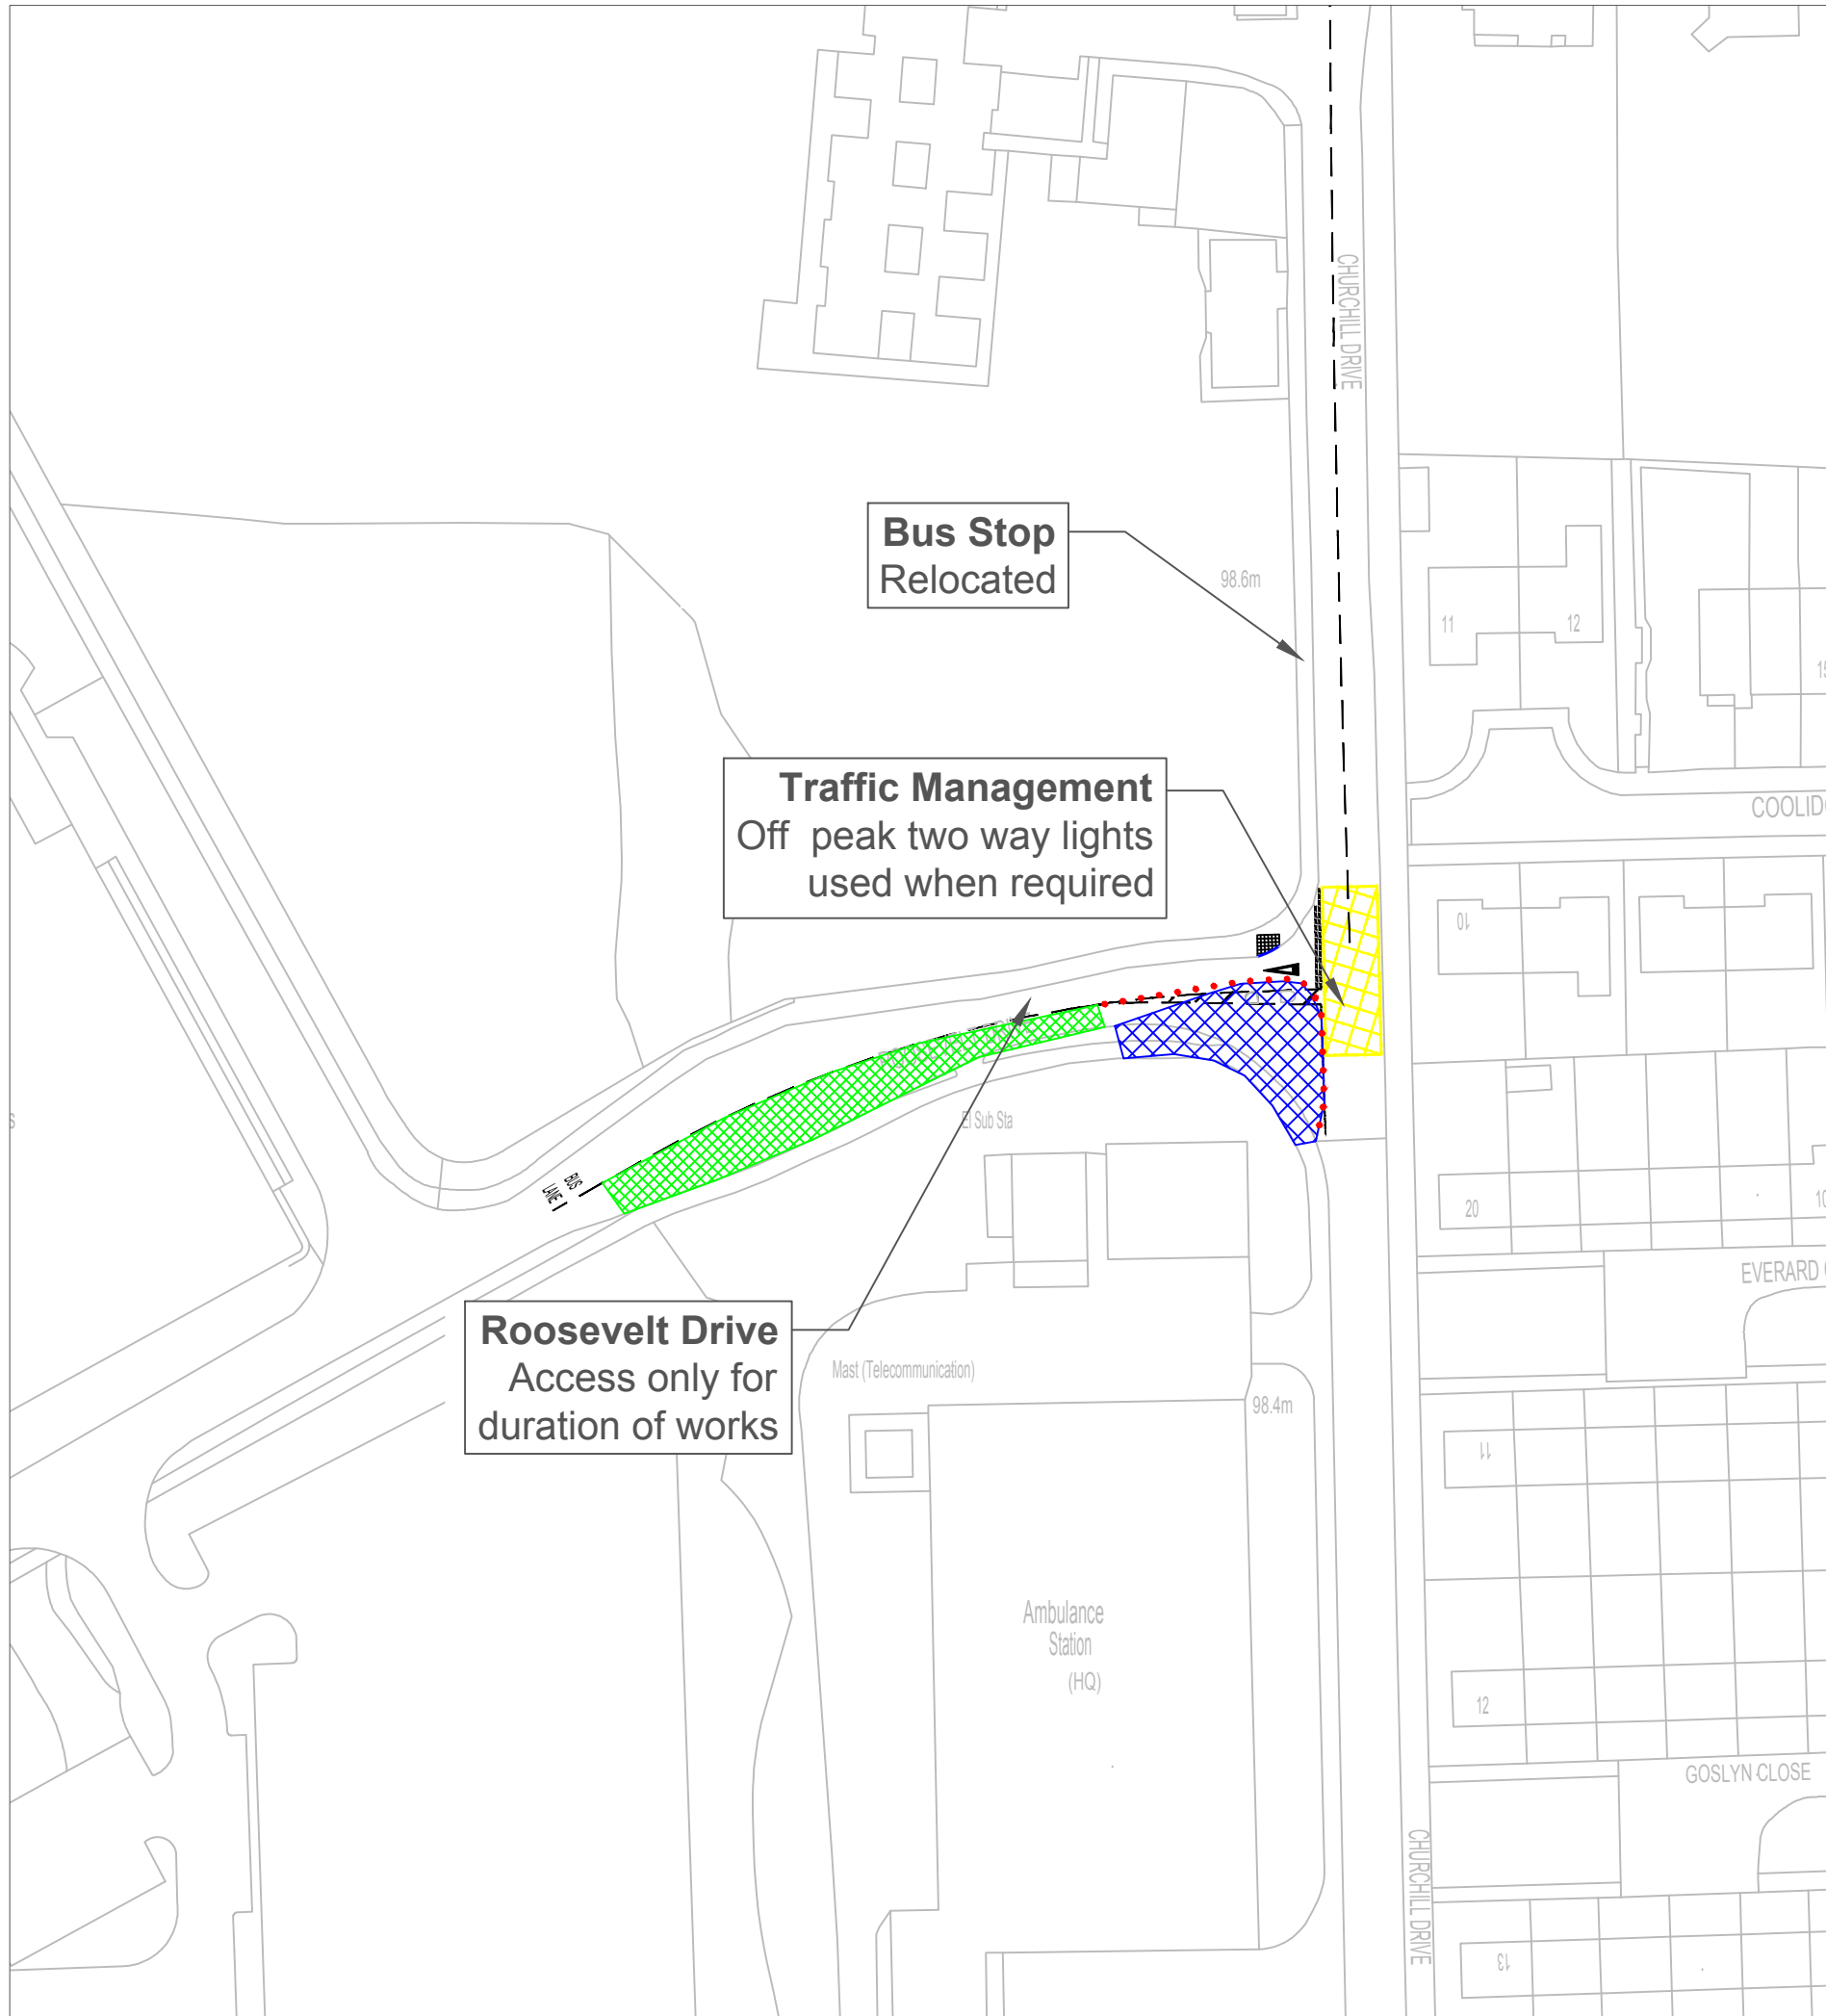 CHURCHILL DRIVE
Bus Stop
Relocated
98.6m
11
12
Traffic Management
Off peak two way lights
used when required
10
El Sub Sta
BUS
LANE
20
Roosevelt Drive
Access only for
duration of works
Mast (Telecommunication)
98.4m
11
Ambulance
Station
(HQ)
12
GOSLYN CLOSE
CHURCHILL DRIVE
13